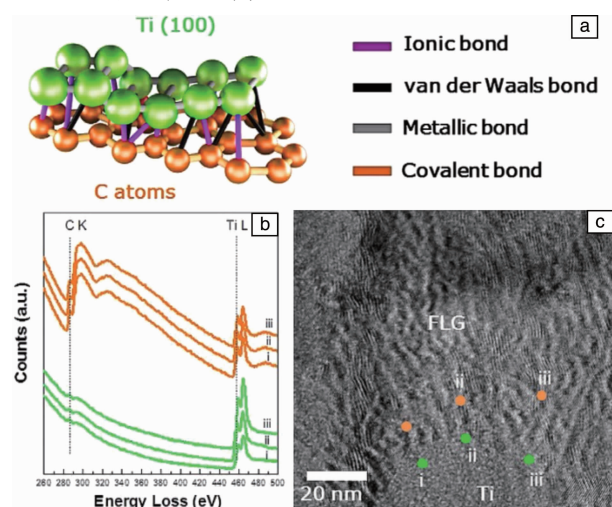 a
Ti (100)
C atoms
Ionic bond
van der Waals bond
Metallic bond
Covalent bond
b
C K
Ti L
iii
ii
i
iii
ii
i
Counts (a.u.)
260 280 300 320 340 360 380 400 420 440 460 480 500
Energy Loss (eV)
c
FLG
ii
iii
i
ii
iii
20 nm
Ti